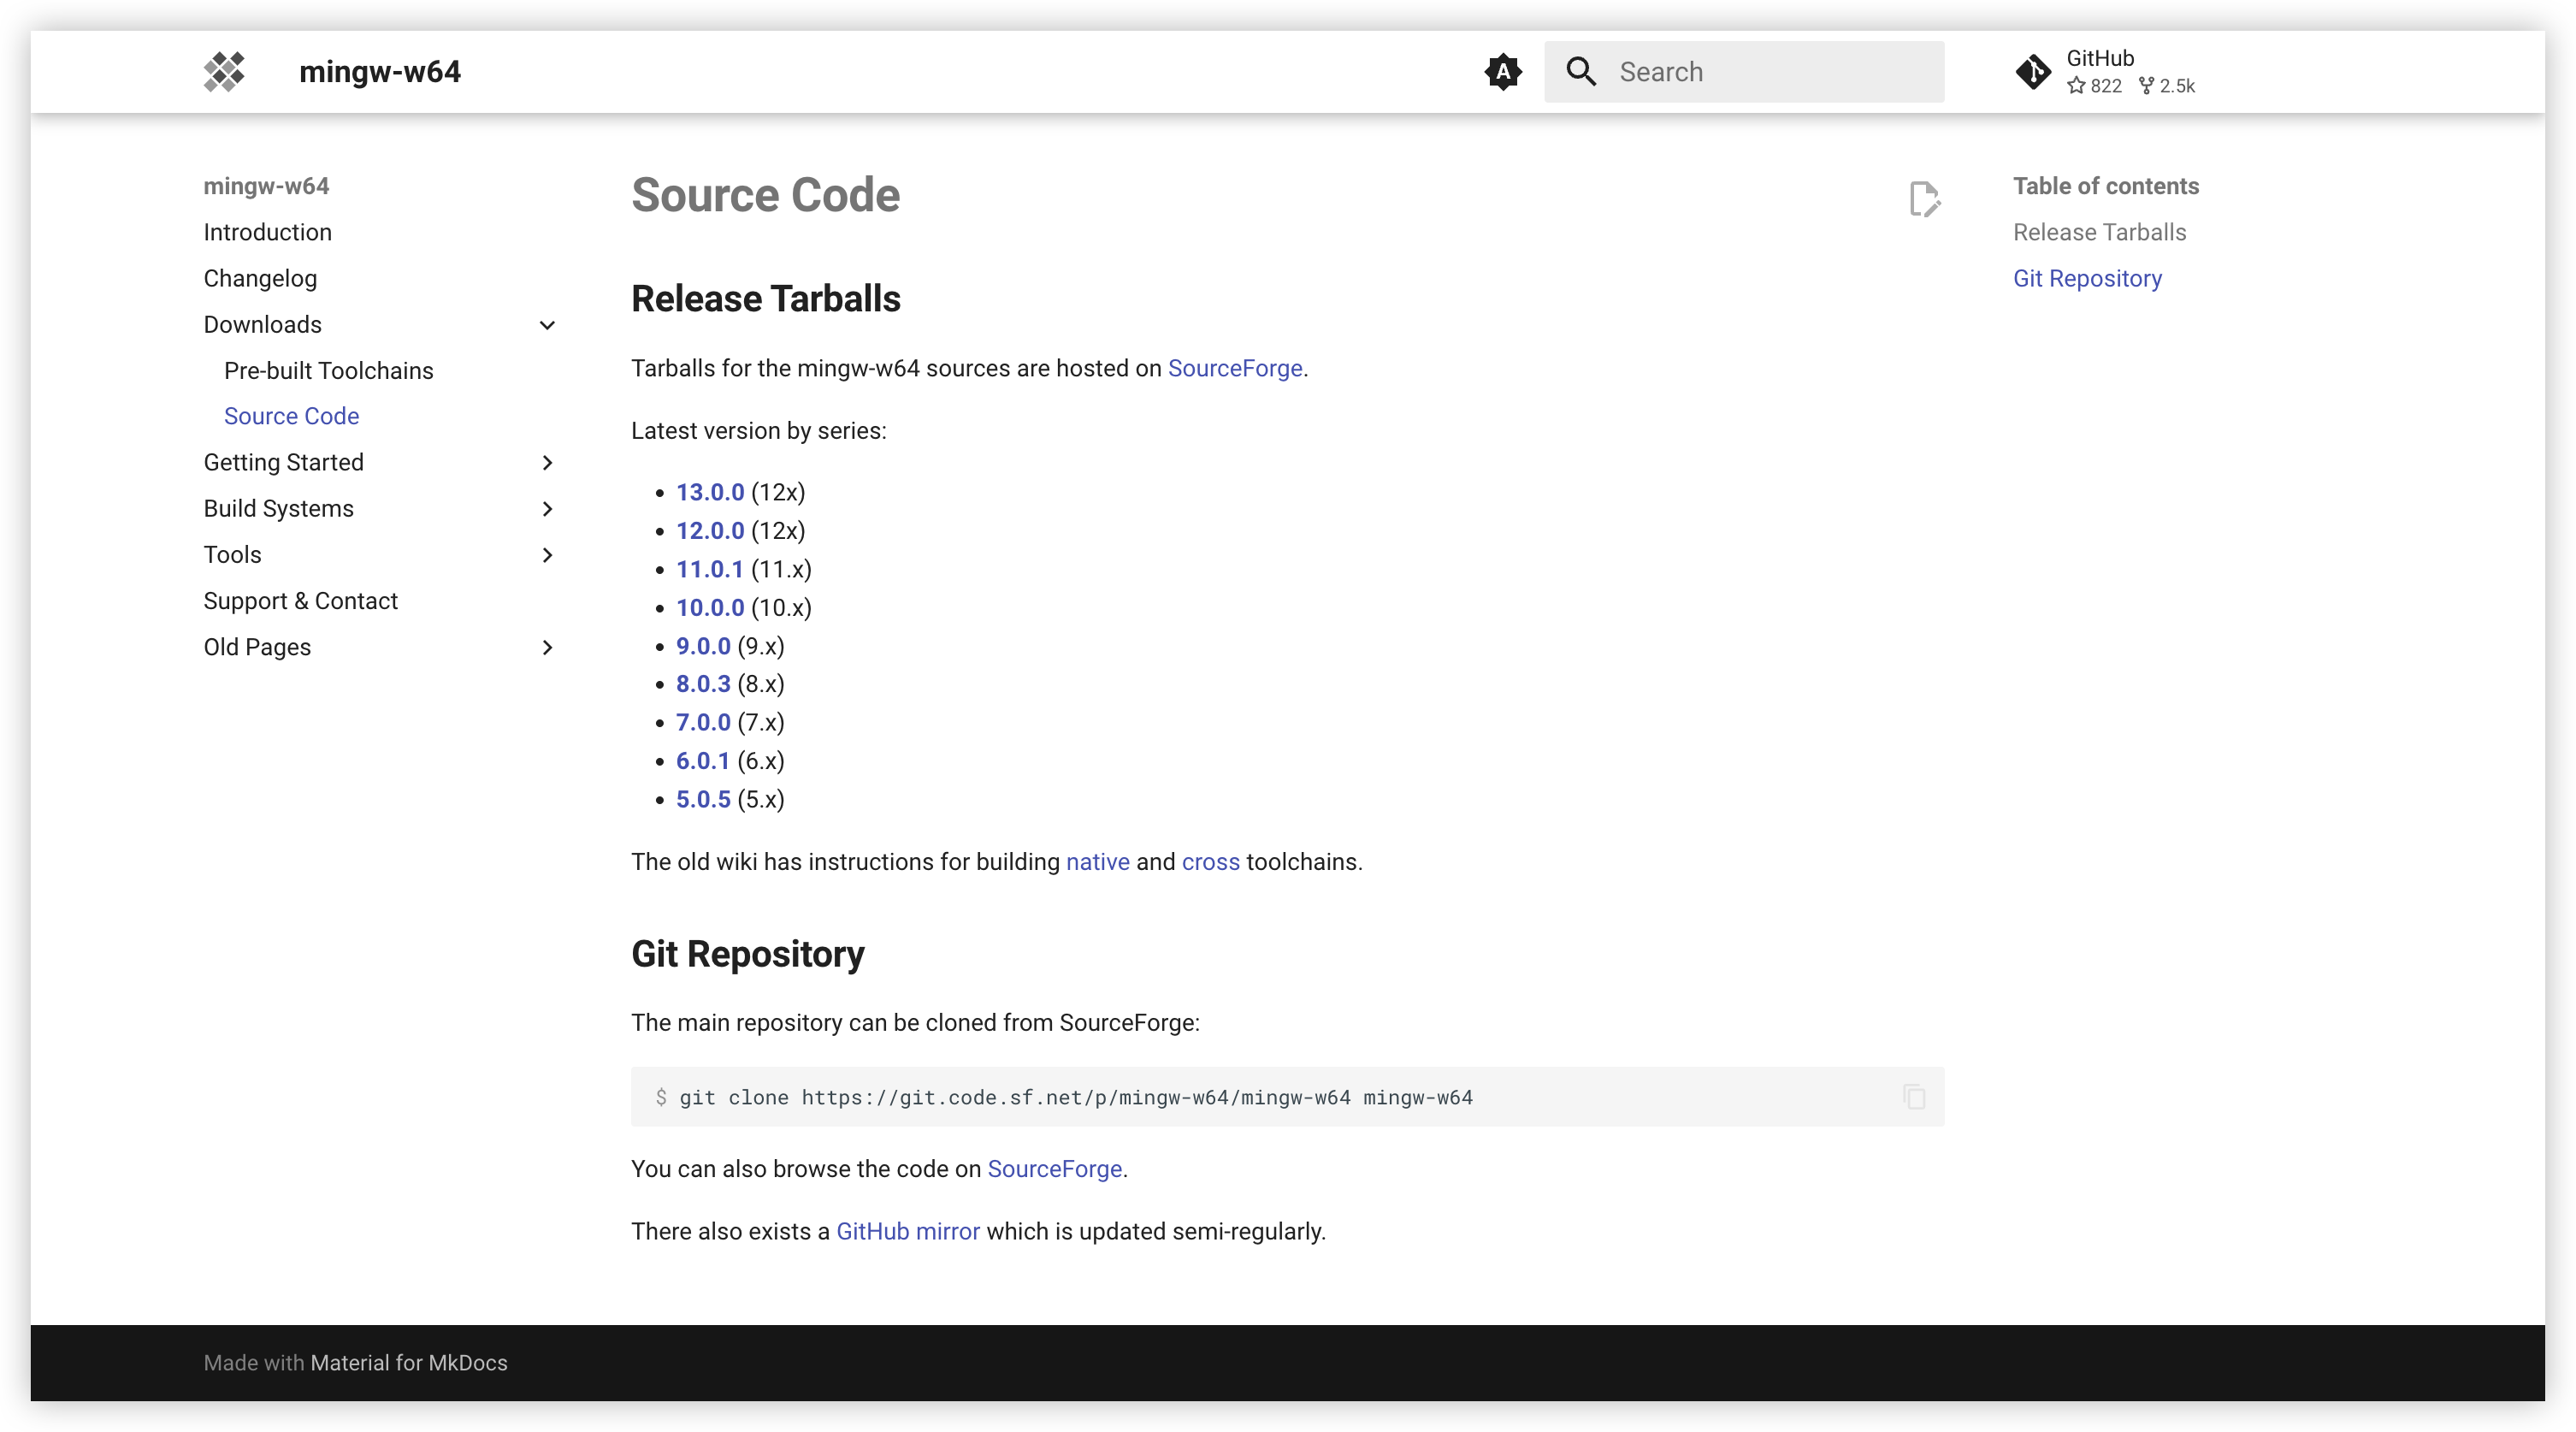 mingw-w64
A
Search
GitHub
822 2.5k
mingw-w64
Introduction
Changelog
Downloads
Pre-built Toolchains
Source Code
Getting Started
Build Systems
Tools
Support & Contact
Old Pages
Source Code
Release Tarballs
Tarballs for the mingw-w64 sources are hosted on SourceForge.
Latest version by series:
• 13.0.0 (12x)
• 12.0.0 (12x)
• 11.0.1 (11.x)
• 10.0.0 (10.x)
• 9.0.0 (9.x)
• 8.0.3 (8.x)
• 7.0.0 (7.x)
• 6.0.1 (6.x)
• 5.0.5 (5.x)
The old wiki has instructions for building native and cross toolchains.
Git Repository
The main repository can be cloned from SourceForge:
$ git clone https://git.code.sf.net/p/mingw-w64/mingw-w64 mingw-w64
You can also browse the code on SourceForge.
There also exists a GitHub mirror which is updated semi-regularly.
Table of contents
Release Tarballs
Git Repository
Made with Material for MkDocs